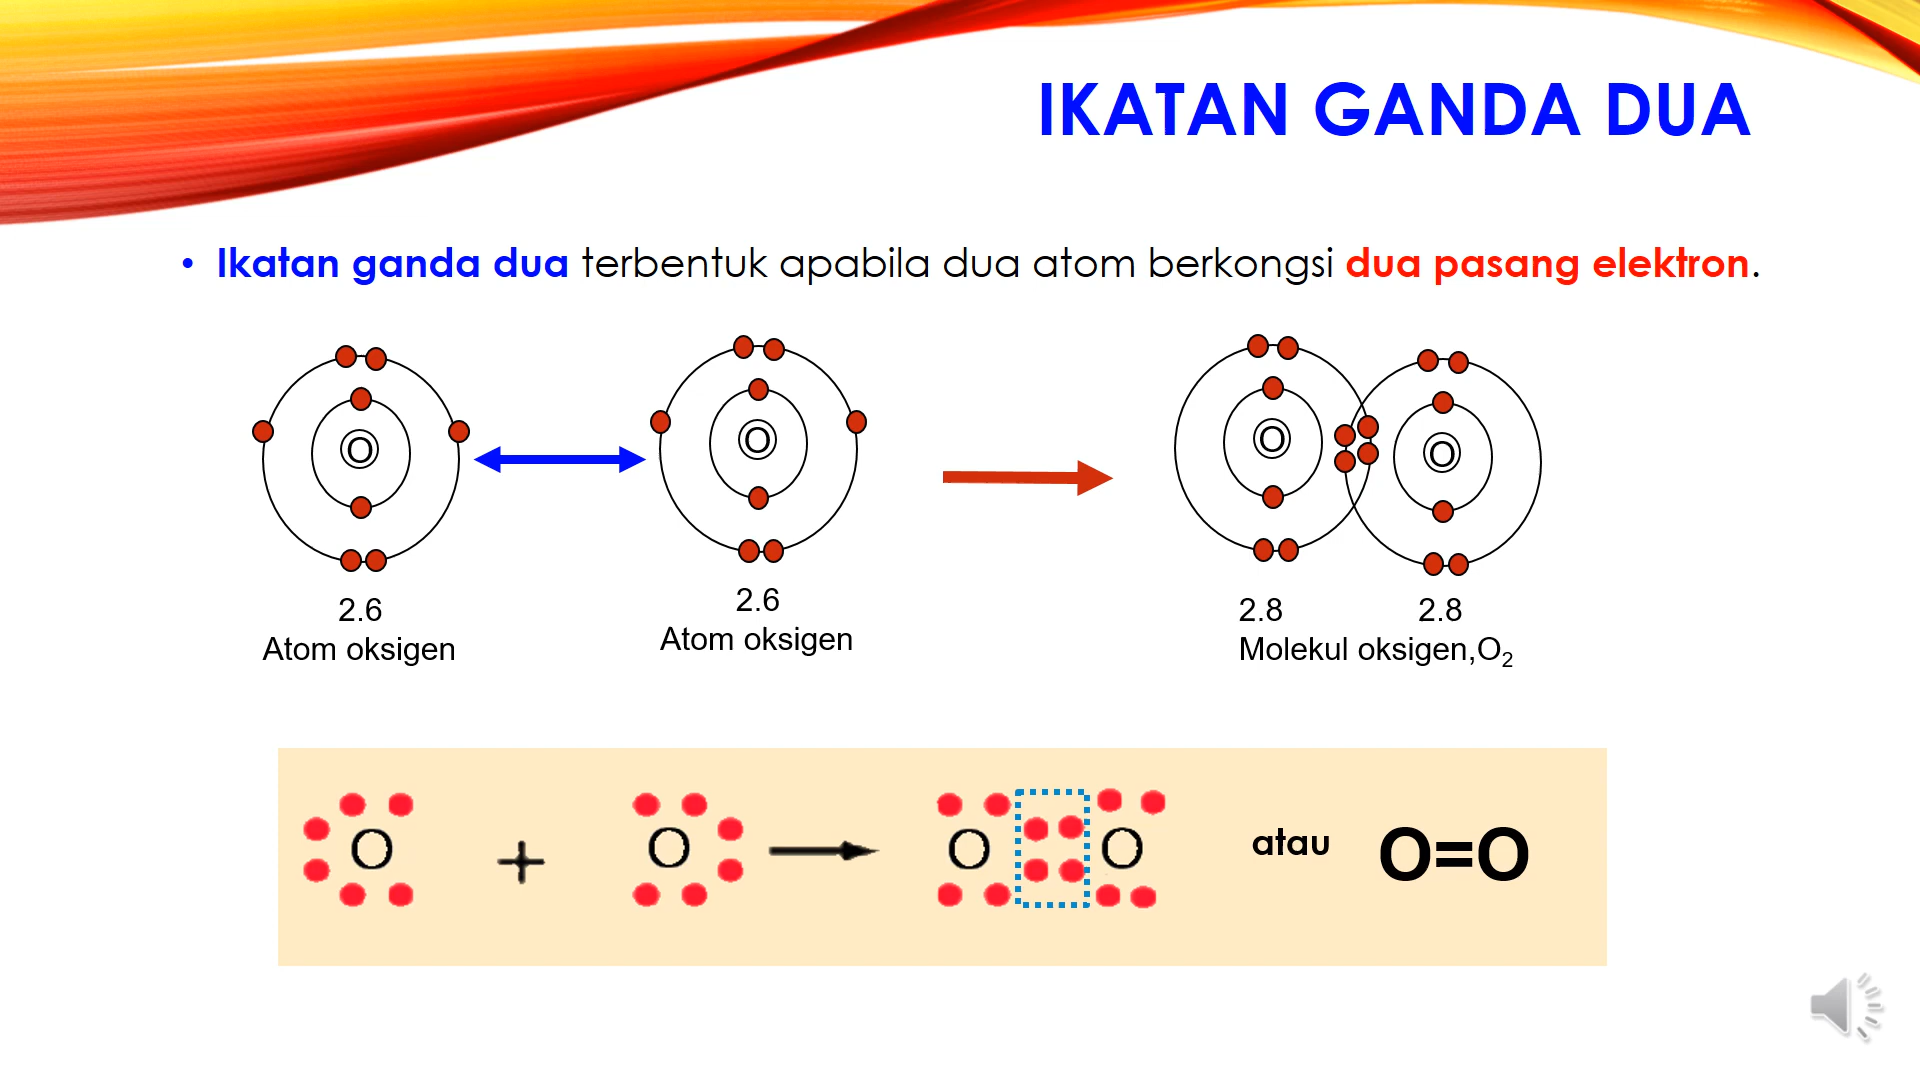 IKATAN GANDA DUA
• Ikatan ganda dua terbentuk apabila dua atom berkongsi dua pasang elektron.
O O O O
2.6 2.6 2.8 2.8
Atom oksigen Atom oksigen Molekul oksigen,O₂
O + O O O atau O=O